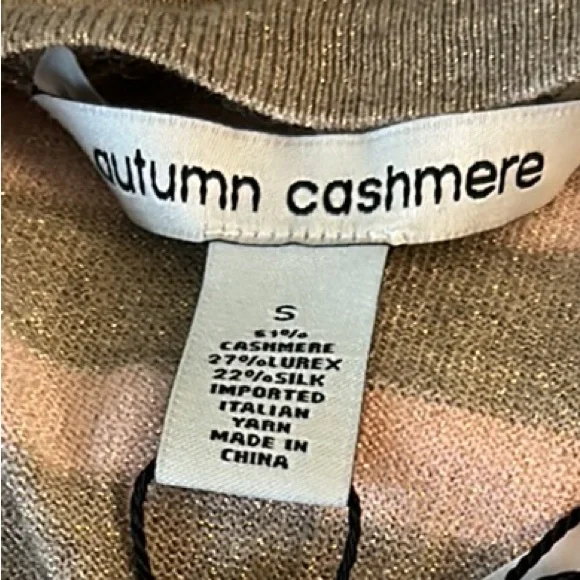 autumn cashmere
S
51%
CASHMERE
27%LUREX
22%SILK
IMPORTED
ITALIAN
YARN
MADE IN
CHINA